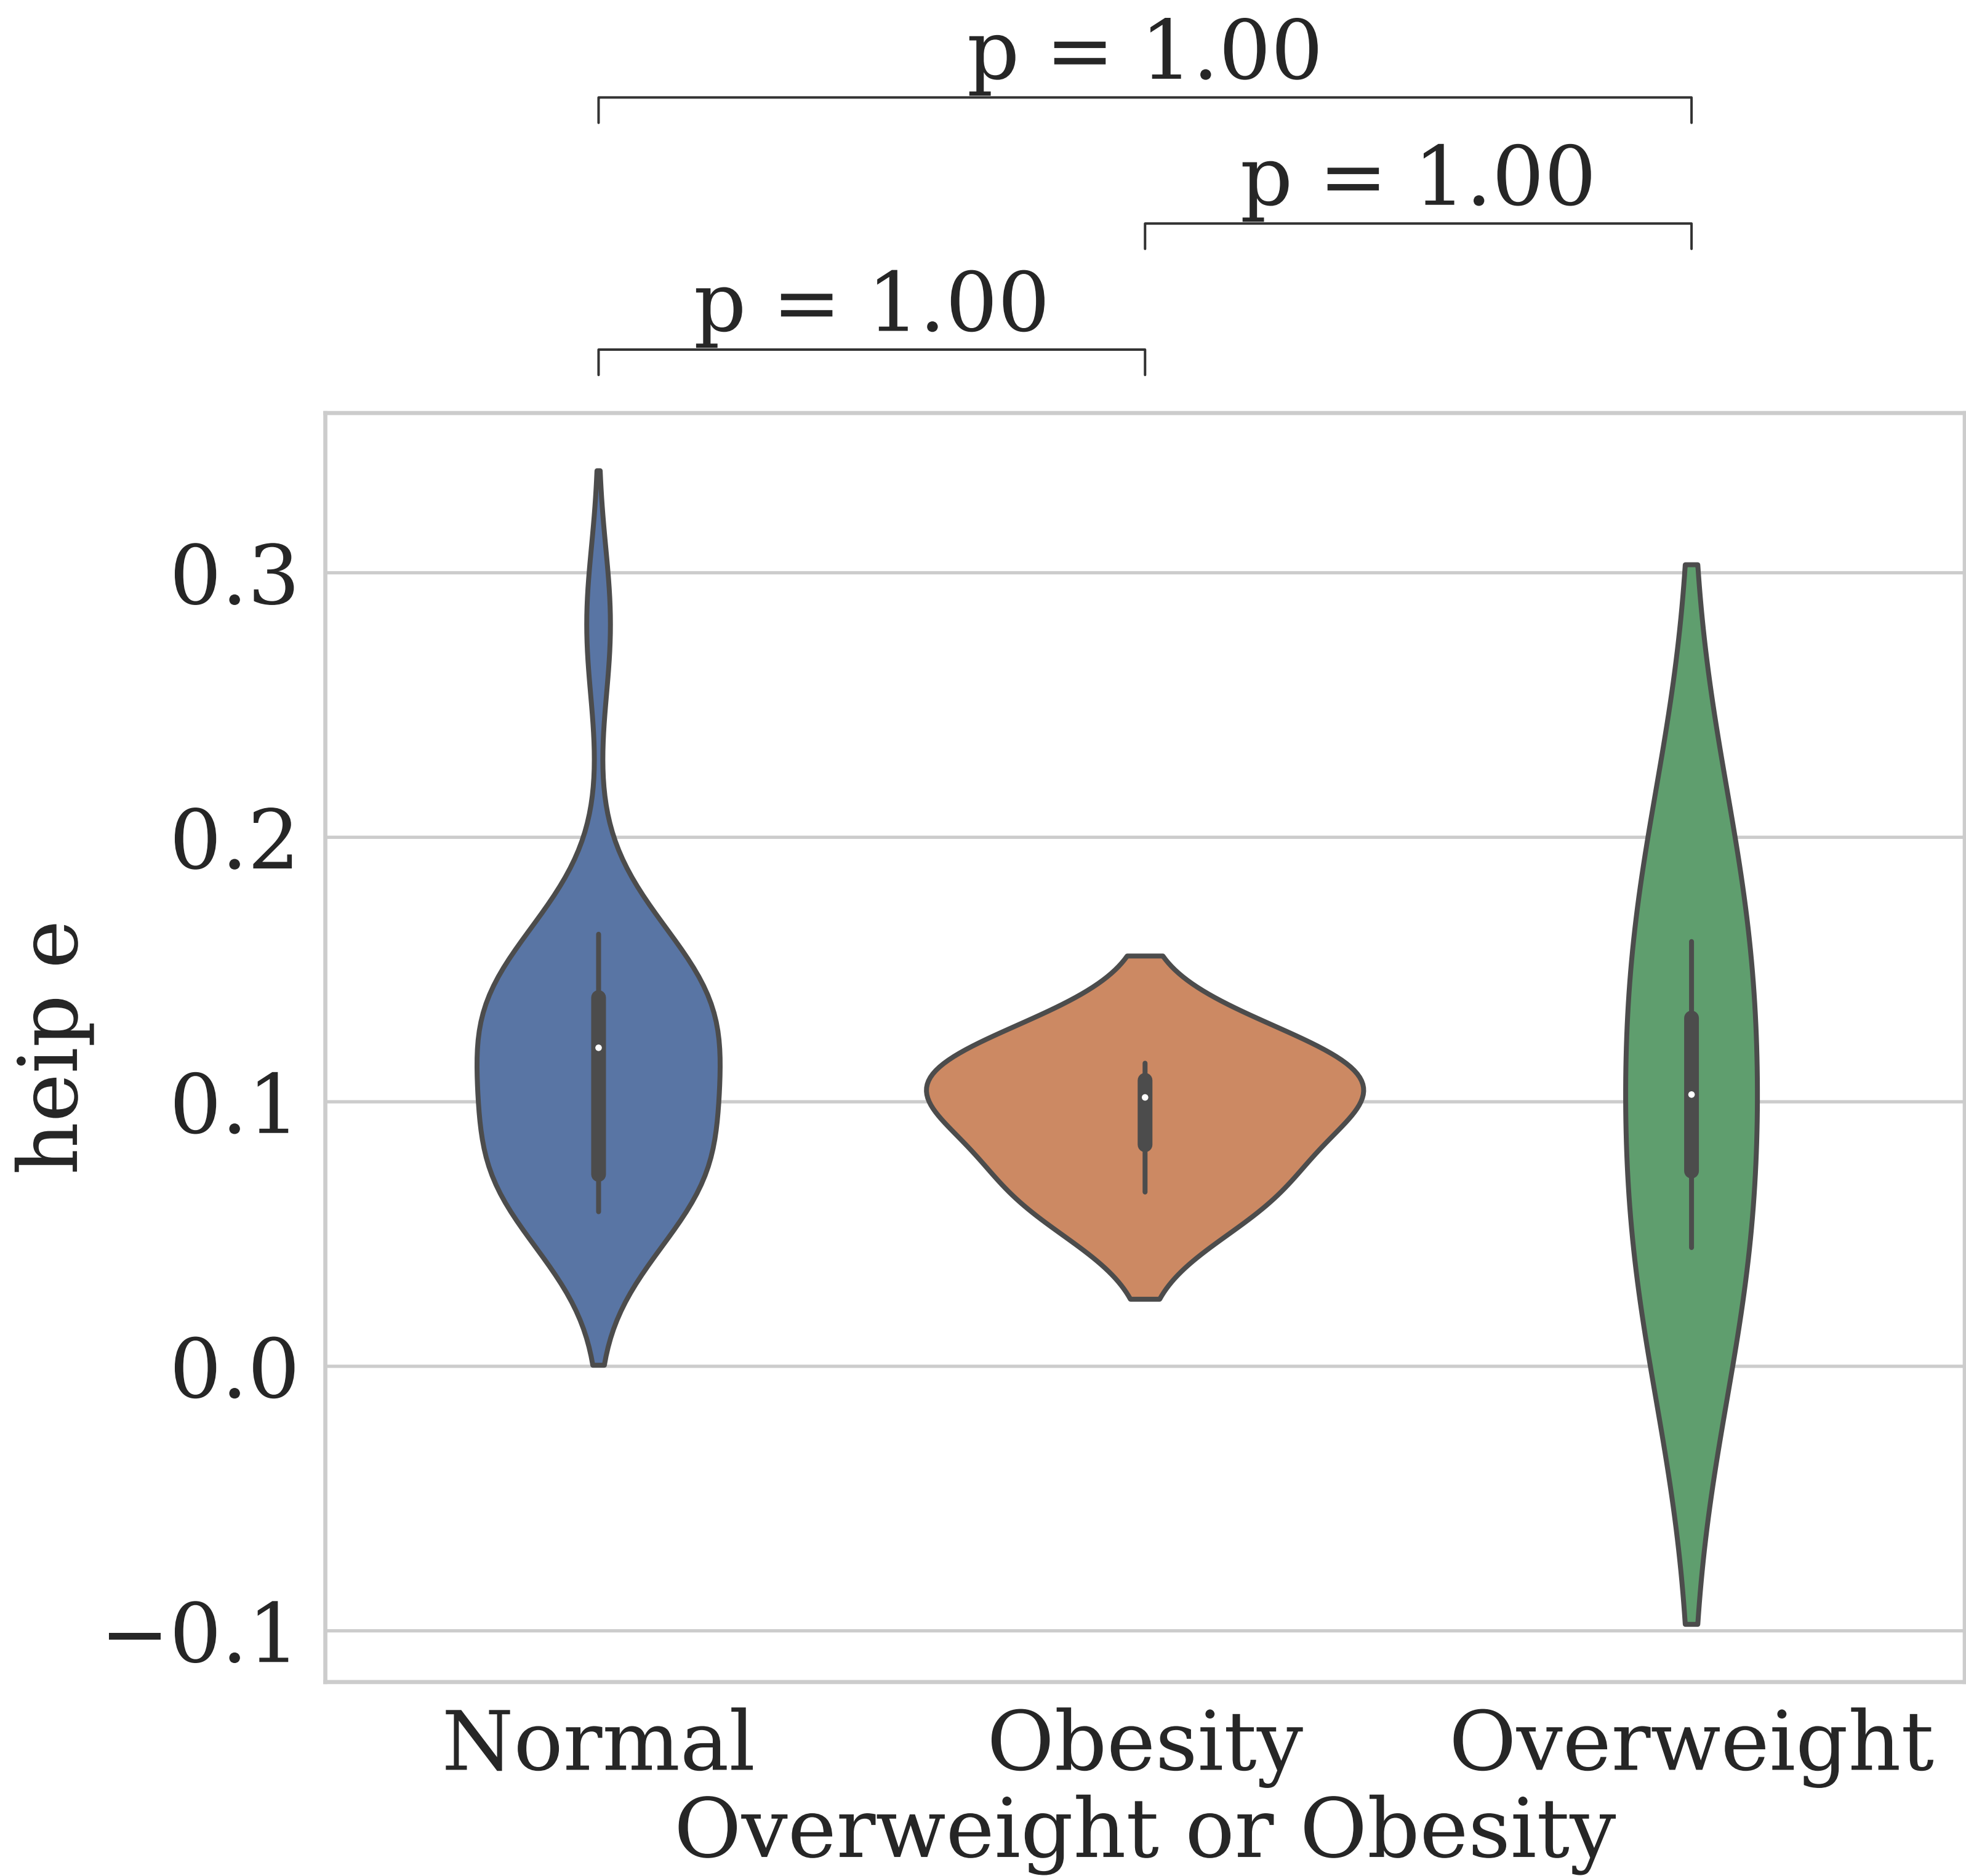 p = 1.00
p = 1.00
p = 1.00
0.3
0.2
0.1
0.0
−0.1
heip e
Normal Obesity Overweight
Overweight or Obesity